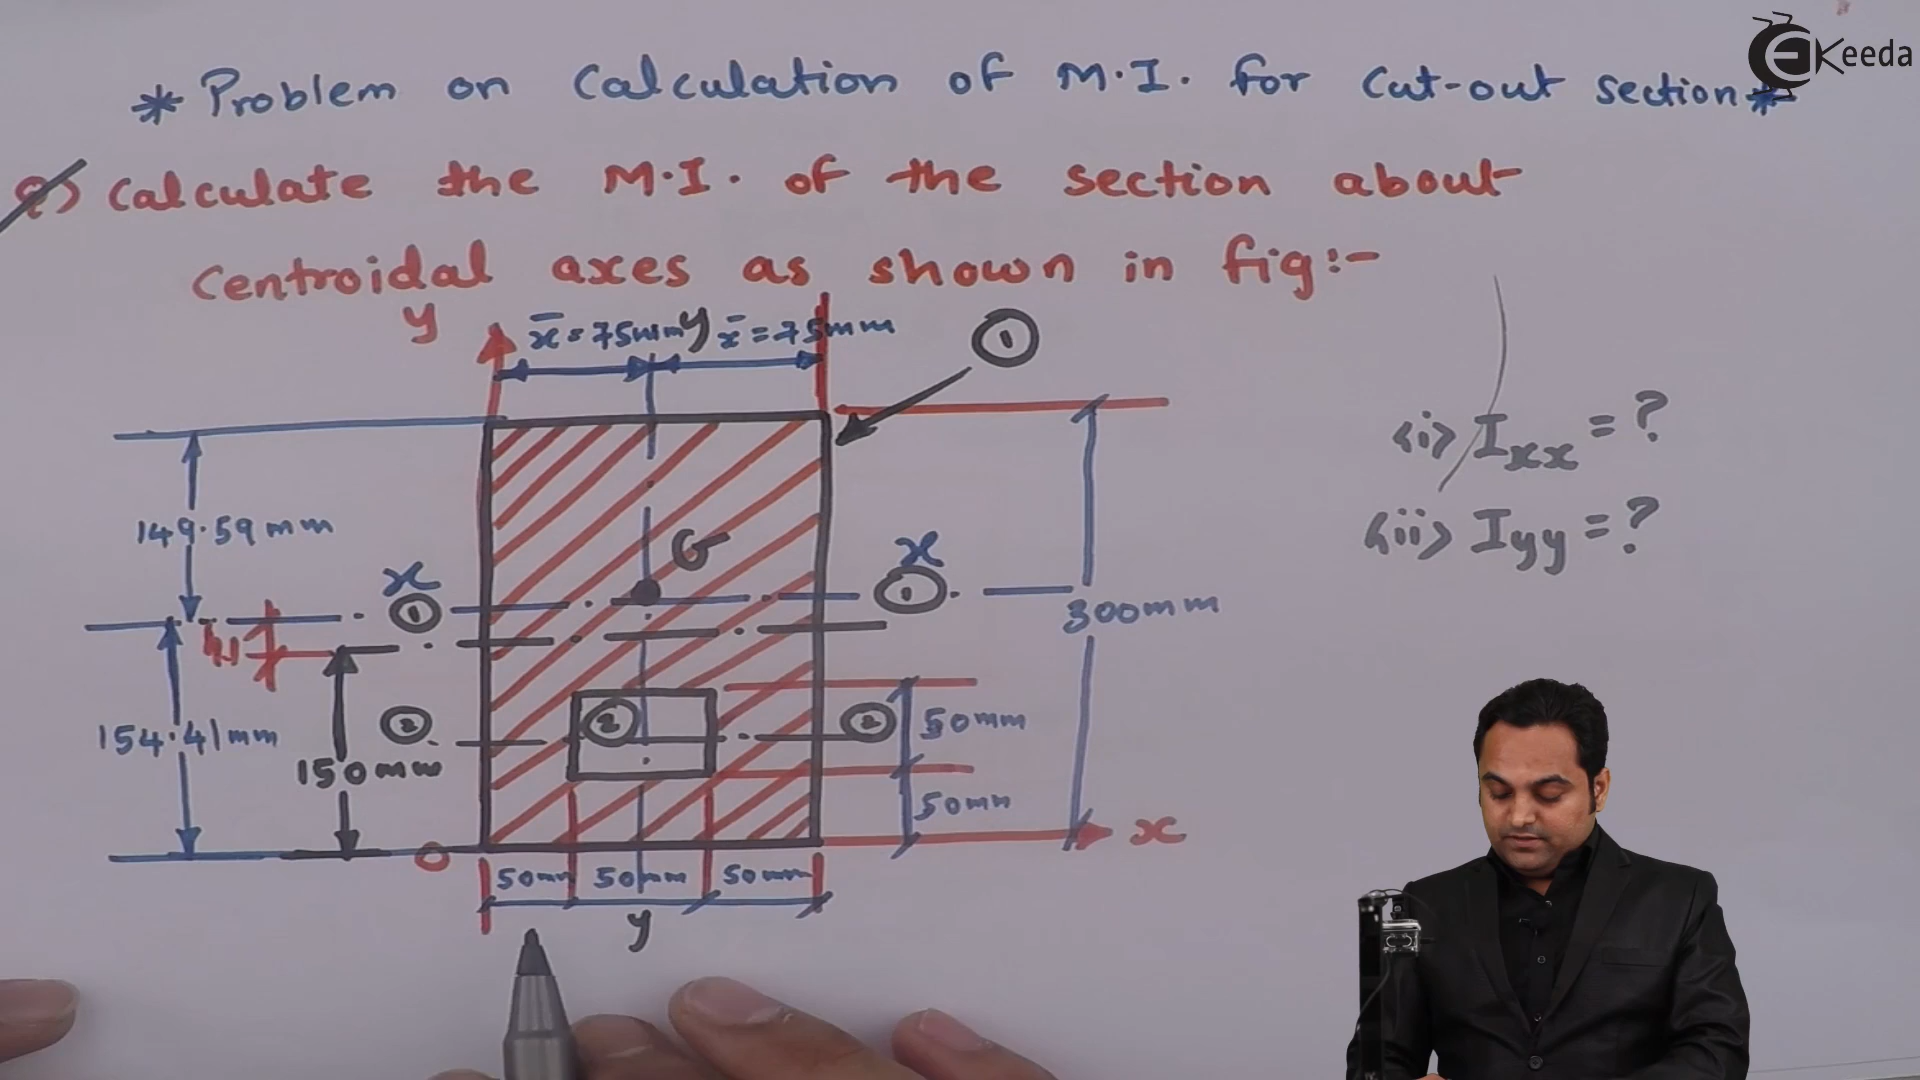 Keeda
* Problem on Calculation of M.I. for Cut-out section *
Q) Calculate the M.I. of the section about
Centroidal axes as shown in fig:-
y
x̄ = 75mm y x̄ = 75mm
1
149.59mm
G
x
x
1
1
300mm
h1
2
2
2
154.41mm
150mm
50mm
50mm
O
x
50mm 50mm 50mm
y
(i) Ixx = ?
(ii) Iyy = ?